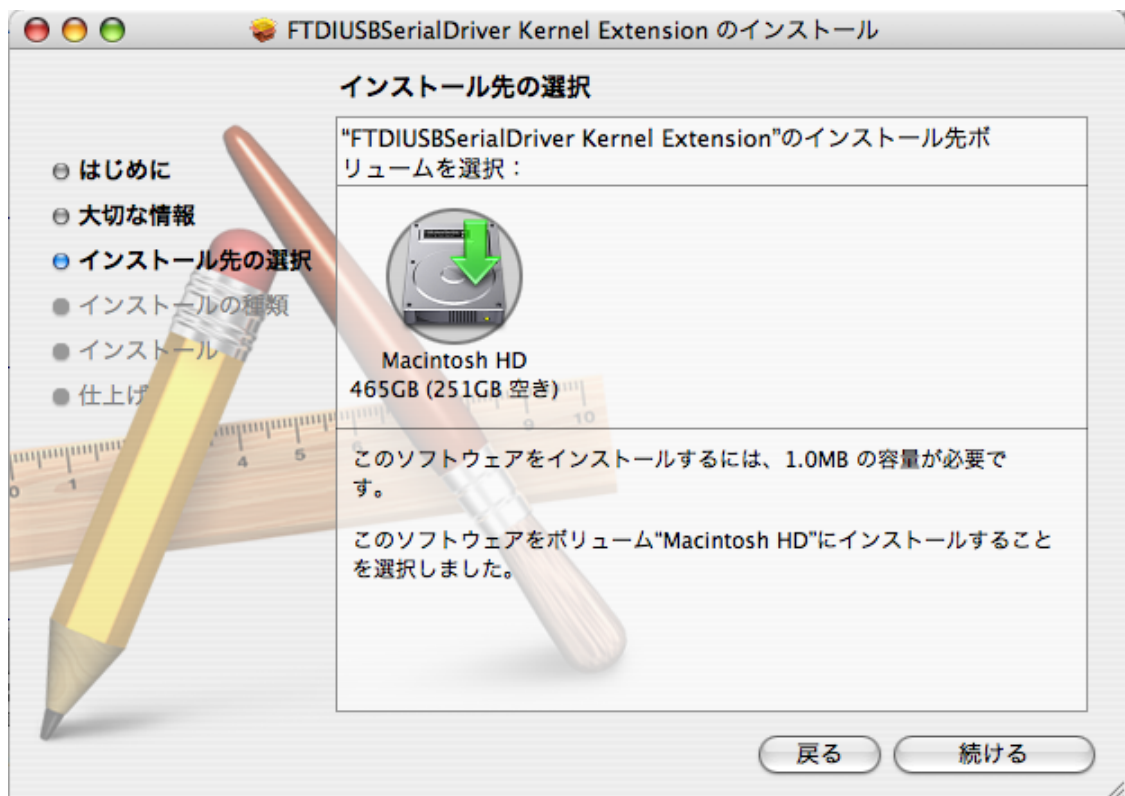 FTDIUSBSerialDriver Kernel Extension のインストール
インストール先の選択
はじめに
大切な情報
インストール先の選択
インストールの種類
インストール
仕上げ
“FTDIUSBSerialDriver Kernel Extension”のインストール先ボ
リュームを選択：
Macintosh HD
465GB (251GB 空き)
このソフトウェアをインストールするには、1.0MB の容量が必要で
す。
このソフトウェアをボリューム“Macintosh HD”にインストールすること
を選択しました。
0 1 4 5 6 9 10
戻る
続ける